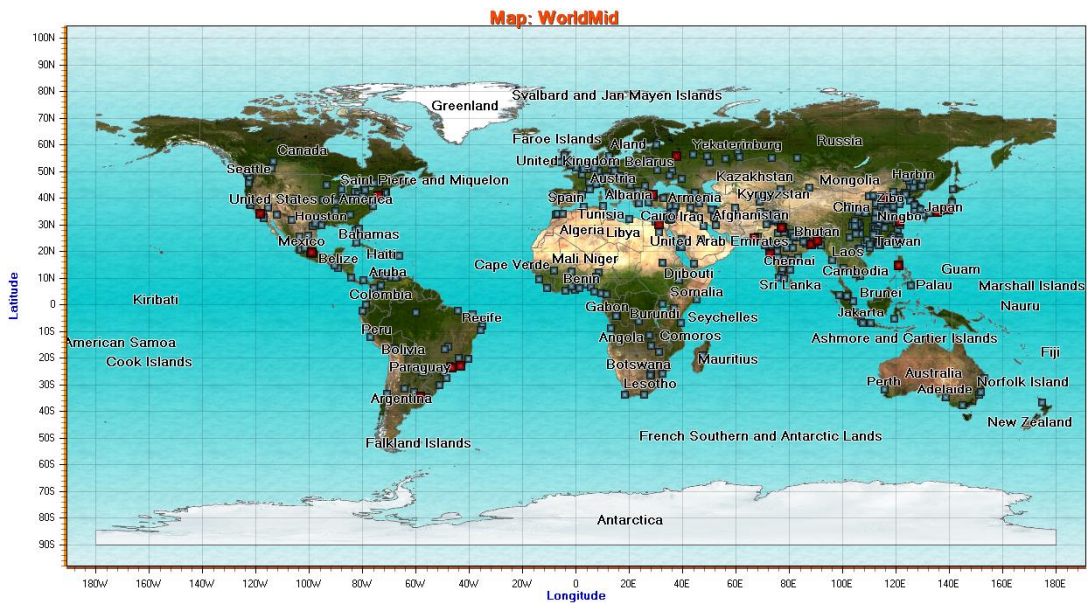 Map: WorldMid
100N
90N
80N
70N
60N
50N
40N
30N
20N
10N
0
10S
20S
30S
40S
50S
60S
70S
80S
90S
Latitude
Svalbard and Jan Mayen Islands
Greenland
Faroe Islands
Aland
Yekaterinburg
Russia
Canada
United Kingdom
Belarus
Seattle
Saint Pierre and Miquelon
Austria
Kazakhstan
Mongolia
Harbin
United States of America
Spain
Albania
Armenia
Kyrgyzstan
Zibo
Houston
Tunisia
Cairo
Iraq
Afghanistan
China
Ningbo
Japan
Bahamas
Algeria
Libya
United Arab Emirates
Bhutan
Taiwan
Mexico
Belize
Haiti
Cape Verde
Mali
Niger
Chennai
Laos
Aruba
Benin
Djibouti
Cambodia
Guam
Kiribati
Colombia
Gabon
Somalia
Sri Lanka
Brunei
Palau
Marshall Islands
Nauru
Recife
Burundi
Seychelles
Jakarta
American Samoa
Peru
Angola
Comoros
Ashmore and Cartier Islands
Cook Islands
Bolivia
Botswana
Mauritius
Fiji
Paraguay
Lesotho
Perth
Australia
Adelaide
Norfolk Island
Argentina
New Zealand
Falkland Islands
French Southern and Antarctic Lands
Antarctica
180W 160W 140W 120W 100W 80W 60W 40W 20W 0 20E 40E 60E 80E 100E 120E 140E 160E 180E
Longitude